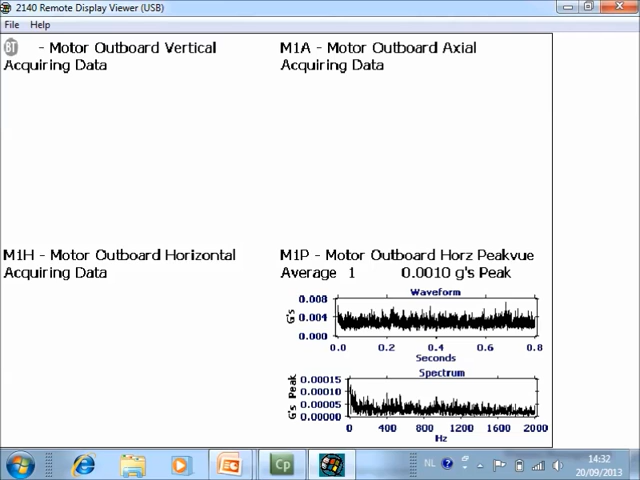 2140 Remote Display Viewer (USB)
File Help
BT - Motor Outboard Vertical
Acquiring Data
M1A - Motor Outboard Axial
Acquiring Data
M1H - Motor Outboard Horizontal
Acquiring Data
M1P - Motor Outboard Horz Peakvue
Average 1 0.0010 g's Peak
Waveform
G's
0.008
0.004
0.000
0.0 0.2 0.4 0.6 0.8
Seconds
Spectrum
G's Peak
0.00015
0.00010
0.00005
0.00000
0 400 800 1200 1600 2000
Hz
Cp
NL
14:32
20/09/2013